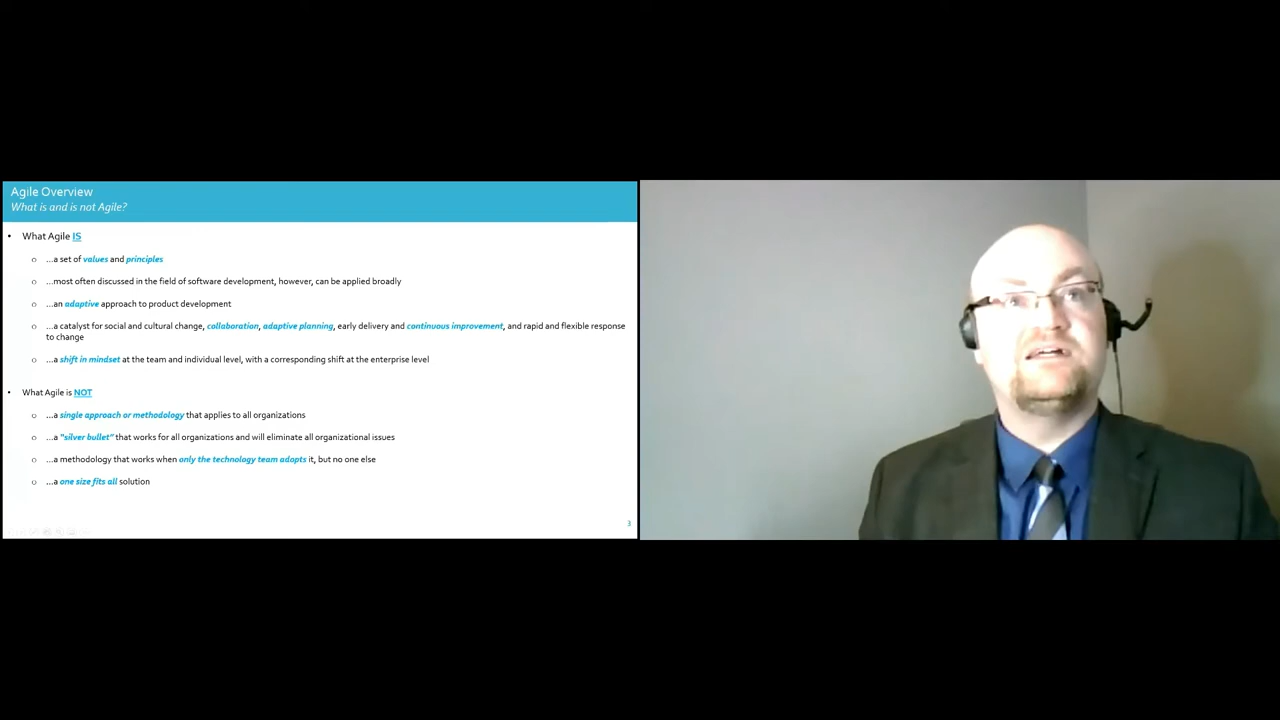 Agile Overview
What is and is not Agile?
• What Agile IS
o ...a set of values and principles
o ...most often discussed in the field of software development, however, can be applied broadly
o ...an adaptive approach to product development
o ...a catalyst for social and cultural change, collaboration, adaptive planning, early delivery and continuous improvement, and rapid and flexible response
to change
o ...a shift in mindset at the team and individual level, with a corresponding shift at the enterprise level
• What Agile is NOT
o ...a single approach or methodology that applies to all organizations
o ...a “silver bullet” that works for all organizations and will eliminate all organizational issues
o ...a methodology that works when only the technology team adopts it, but no one else
o ...a one size fits all solution
3